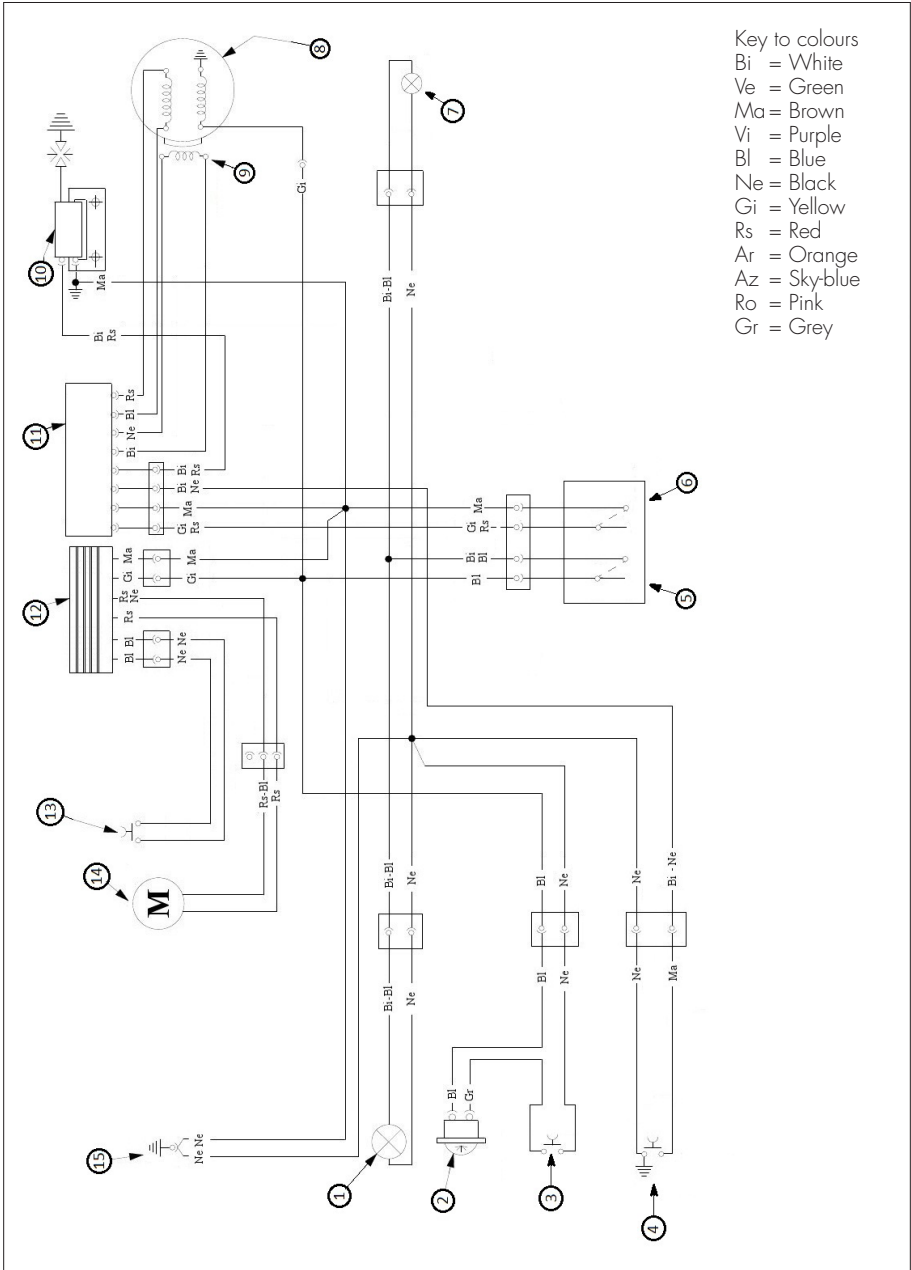 Key to colours
Bi = White
Ve = Green
Ma = Brown
Vi = Purple
Bl = Blue
Ne = Black
Gi = Yellow
Rs = Red
Ar = Orange
Az = Sky-blue
Ro = Pink
Gr = Grey
8
7
9
10
Gi
Ma
Bi-Bl
Ne
Bi Rs
11
Rs
Bl
Ne
Bi
Bi Rs
Bi Ne
Ma
Gi Rs
6
Ma
Gi Rs
Bi Bl
Bl
5
12
Ma Ma
Gi Gi
Rs Ne
Rs
Bl Bl
Bl
Ne Ne
Ne Ne
13
Rs-Bl
Rs
14
M
Bi-Bl
Ne
Bl
Ne
Ne
Bi - Ne
Bi-Bl
Ne
Bl
Ne
Ne
Ma
15
Ne Ne
Ne Ne
Bl
Gr
1
2
3
4